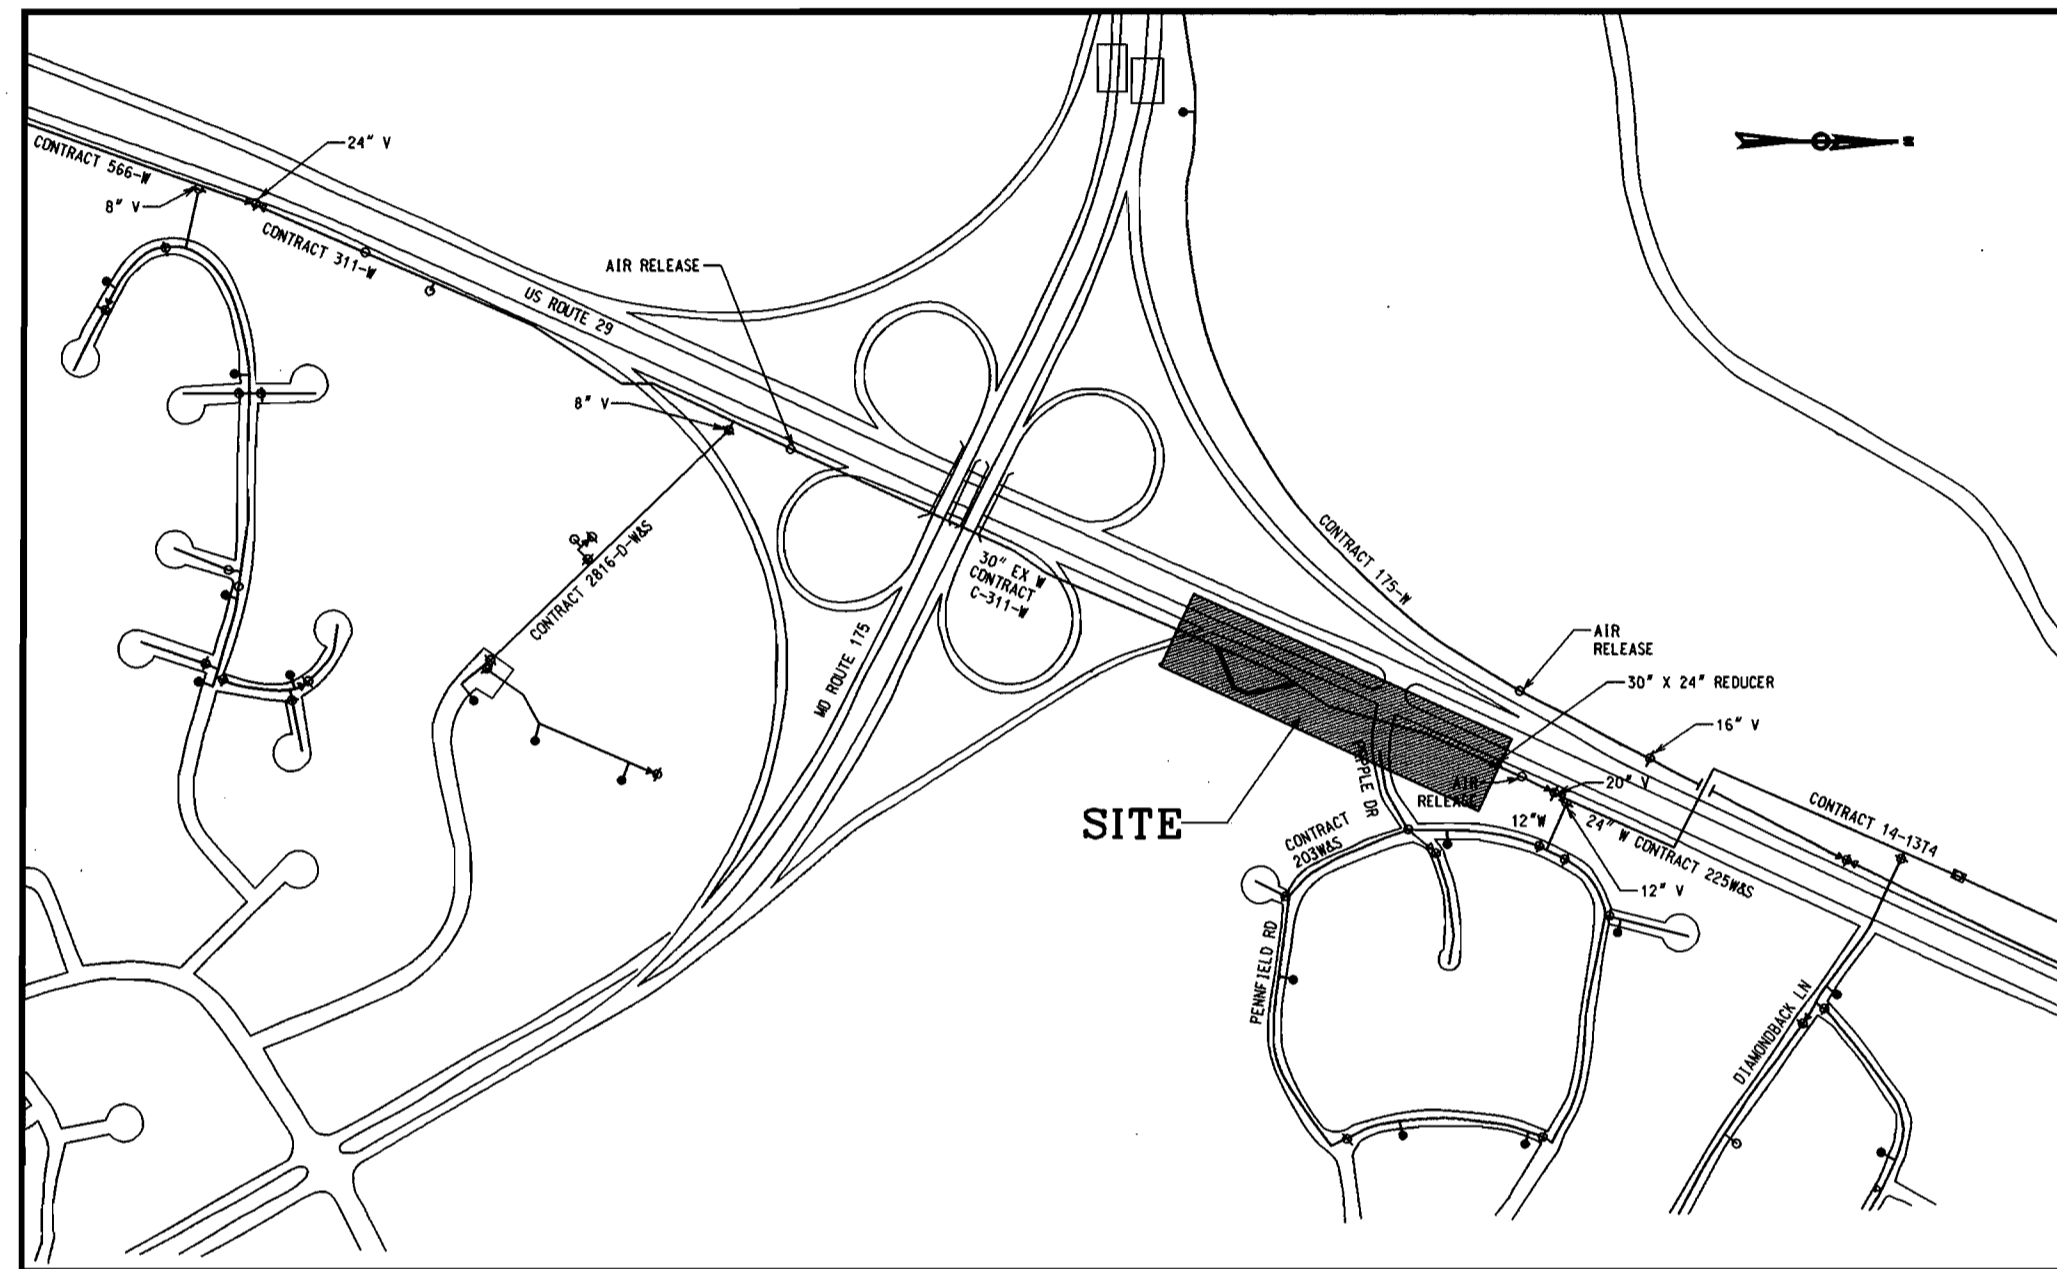 24" V
CONTRACT 566-W
8" V
CONTRACT 311-W
AIR RELEASE
US ROUTE 29
8" V
CONTRACT 2816-D-W&S
30" EX W
CONTRACT
C-311-W
MD ROUTE 175
CONTRACT 175-W
AIR
RELEASE
30" X 24" REDUCER
16" V
20" V
AIR
RELEASE
SITE
DR
CONTRACT
203W&S
12"W
24" W CONTRACT 225W&S
CONTRACT 14-13T4
12" V
PENNFIELD RD
DIAMONDBACK LN